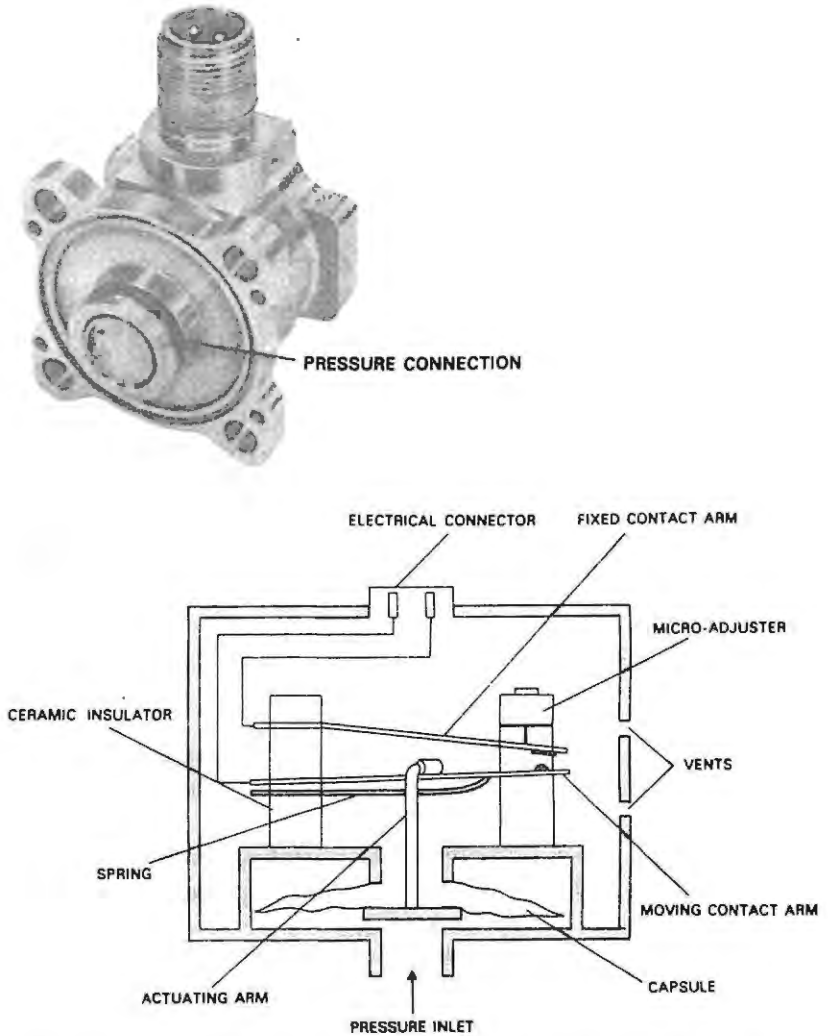 PRESSURE CONNECTION
ELECTRICAL CONNECTOR
FIXED CONTACT ARM
MICRO-ADJUSTER
CERAMIC INSULATOR
VENTS
SPRING
MOVING CONTACT ARM
ACTUATING ARM
CAPSULE
PRESSURE INLET